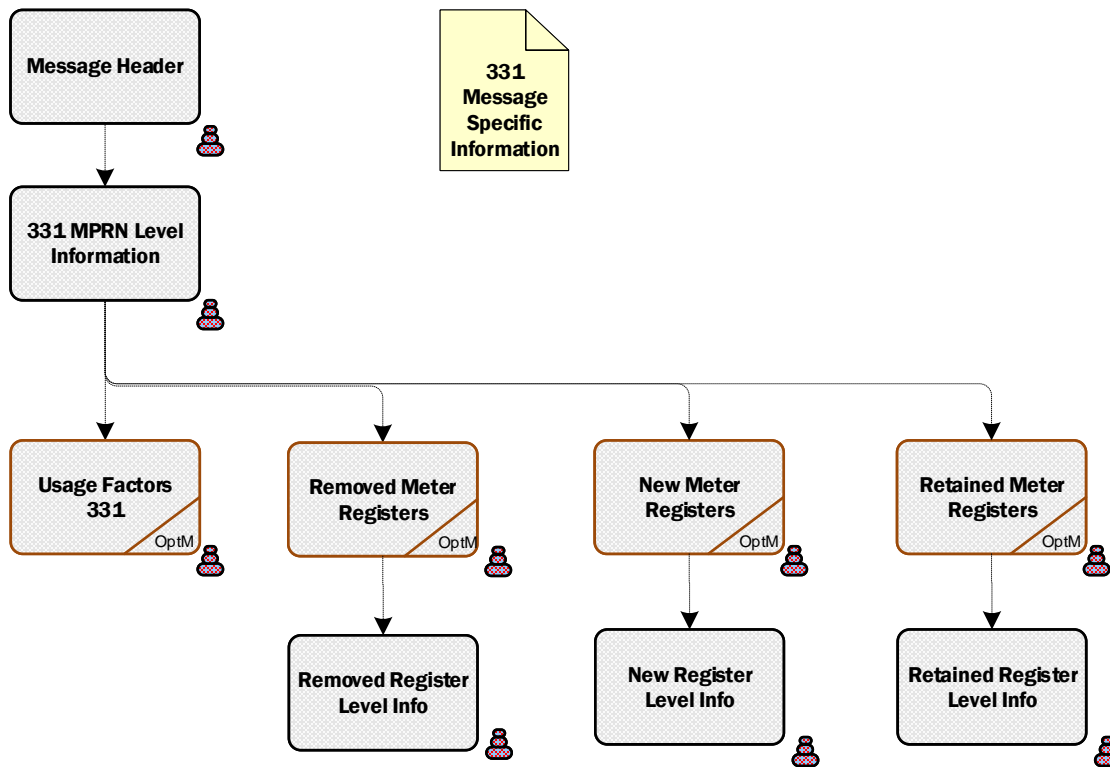 Message Header
331
Message
Specific
Information
331 MPRN Level
Information
Usage Factors
331
OptM
Removed Meter
Registers
OptM
New Meter
Registers
OptM
Retained Meter
Registers
OptM
Removed Register
Level Info
New Register
Level Info
Retained Register
Level Info